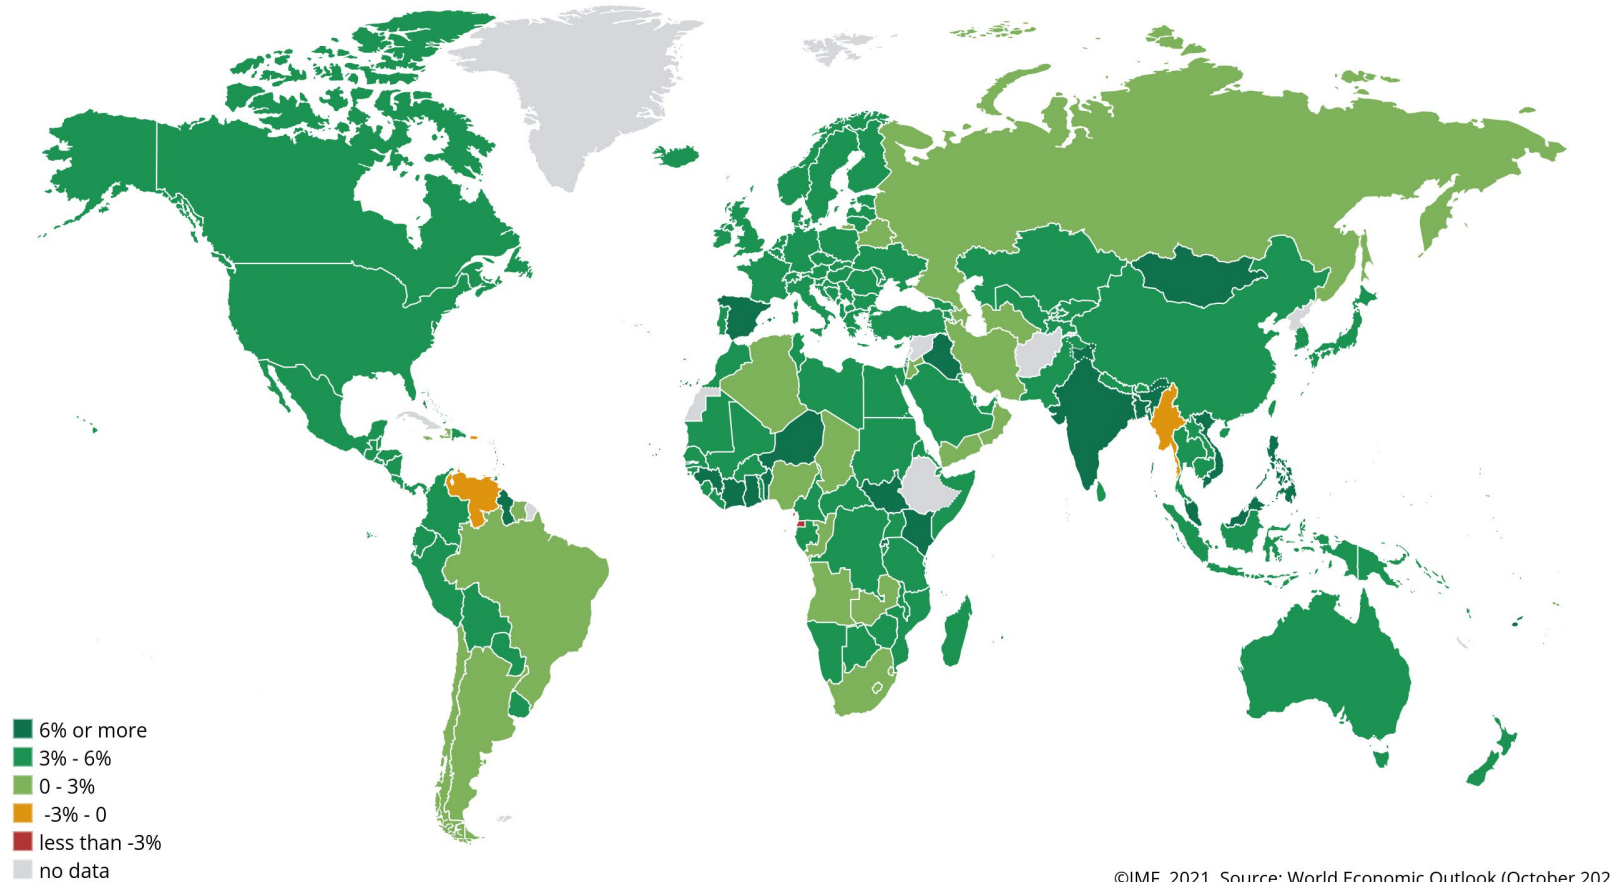 6% or more
3% - 6%
0 - 3%
-3% - 0
less than -3%
no data
©IMF, 2021, Source: World Economic Outlook (October 202